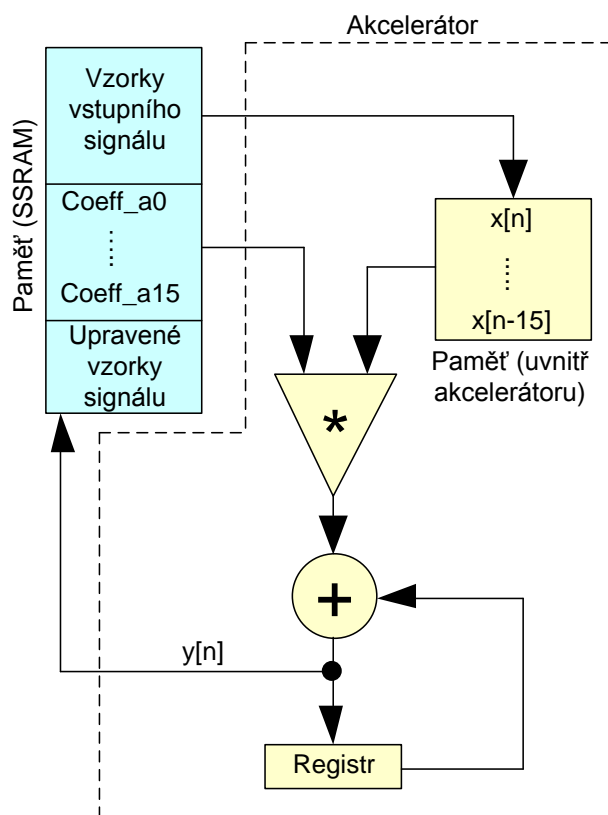 Akcelerátor
Paměť (SSRAM)
Vzorky
vstupního
signálu
Coeff_a0
Coeff_a15
Upravené
vzorky
signálu
x[n]
x[n-15]
Paměť (uvnitř
akcelerátoru)
*
+
y[n]
Registr